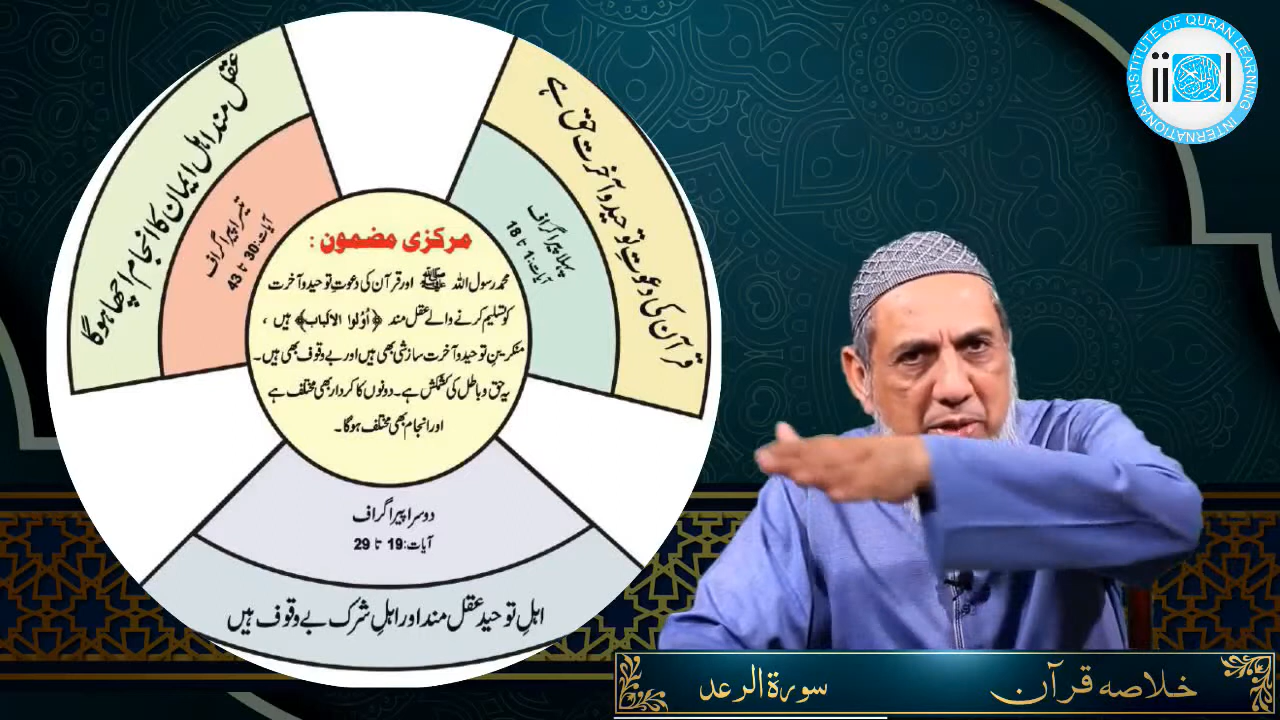 INTERNATIONAL INSTITUTE OF QURAN LEARNING
قرآن کی دعوتِ توحید و آخرت حق ہے
پہلا پیراگراف
آیات: 1 تا 18
عقل مند اہلِ ایمان کا انجام اچھا ہوگا
تیسرا پیراگراف
آیات: 30 تا 43
مرکزی مضمون :
محمد رسول اللہ ﷺ اور قرآن کی دعوتِ توحید و آخرت
کو تسلیم کرنے والے عقل مند ﴿اُولُوا الْاَلْبَاب﴾ ہیں ،
منکرینِ توحید و آخرت سازشی بھی ہیں اور بے وقوف بھی ہیں۔
یہ حق و باطل کی کشمکش ہے۔ دونوں کا کردار بھی مختلف ہے
اور انجام بھی مختلف ہوگا۔
دوسرا پیراگراف
آیات: 19 تا 29
اہلِ توحید عقل مند اور اہلِ شرک بے وقوف ہیں
خلاصہ قرآن
سورۃ الرعد